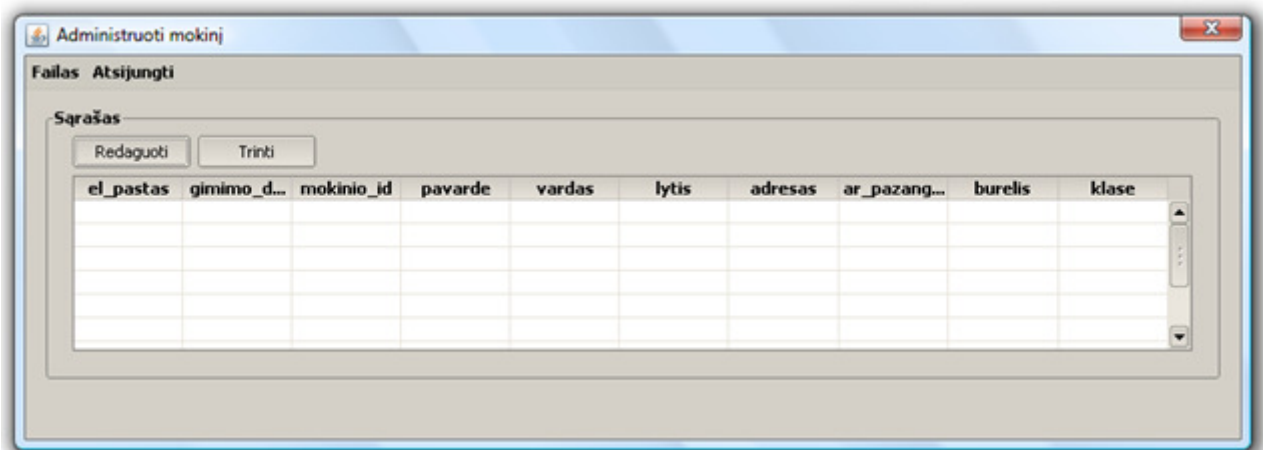 Administruoti mokinį
Failas Atsijungti
Sąrašas
Redaguoti Trinti
el_pastas gimimo_d... mokinio_id pavarde vardas lytis adresas ar_pazang... burelis klase